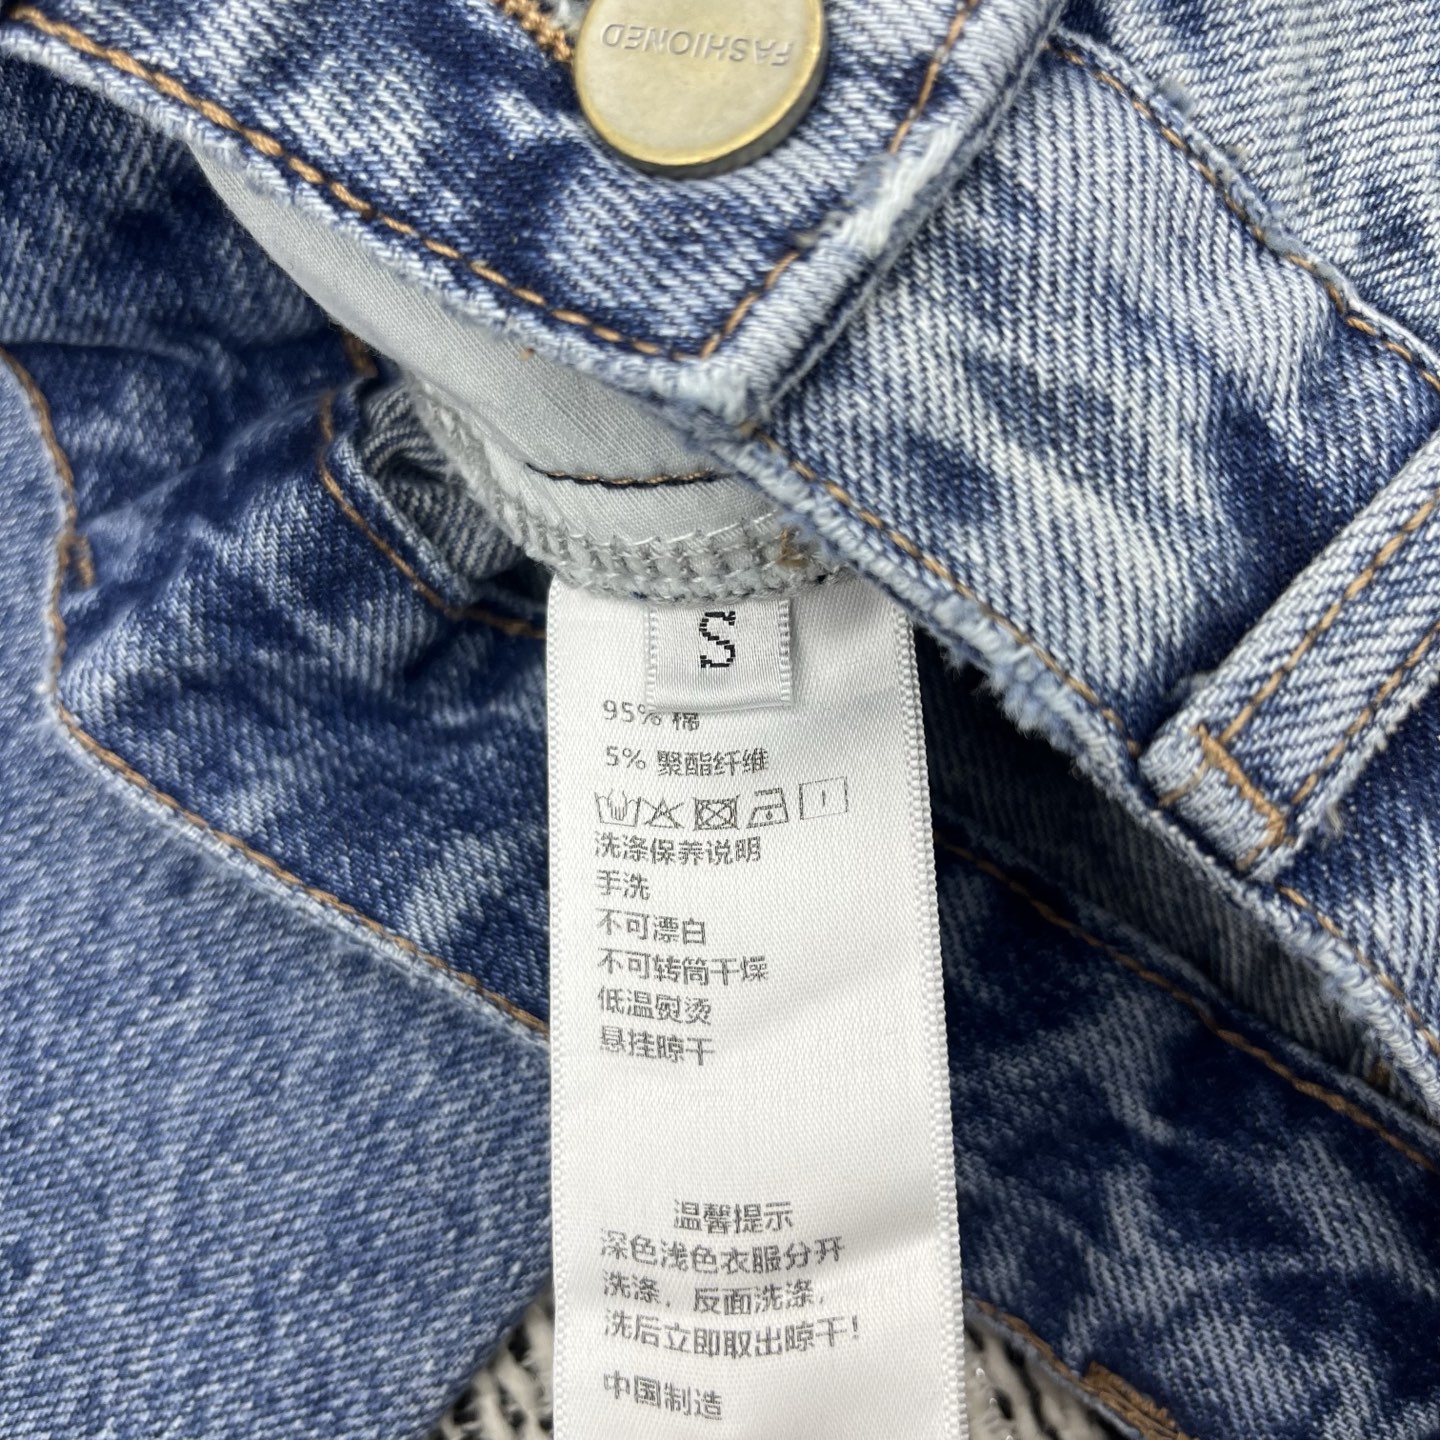 FASHIONED
S
95% 棉
5% 聚酯纤维
洗涤保养说明
手洗
不可漂白
不可转筒干燥
低温熨烫
悬挂晾干
温馨提示
深色浅色衣服分开
洗涤，反面洗涤，
洗后立即取出晾干！
中国制造